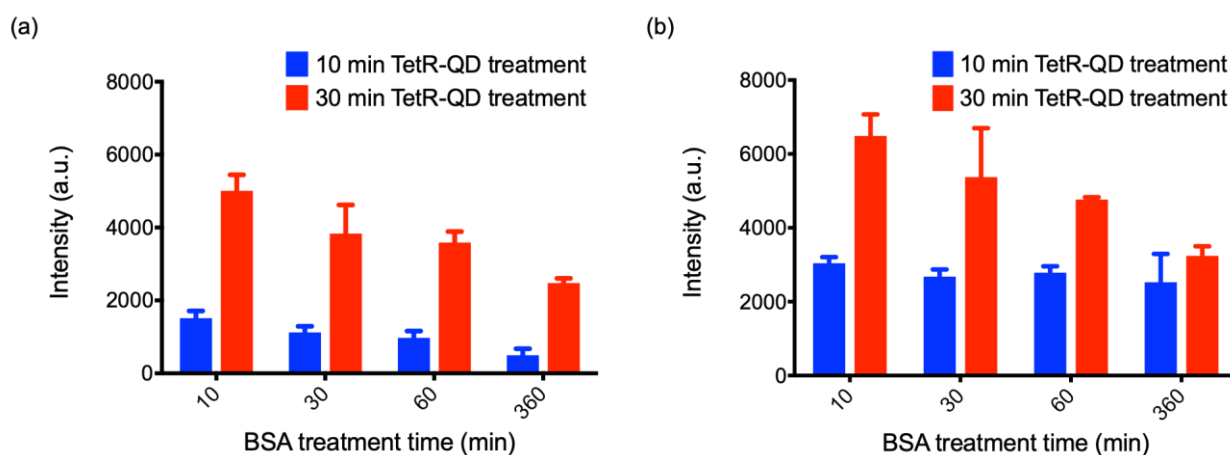 (a)
10 min TetR-QD treatment
30 min TetR-QD treatment
8000
6000
4000
2000
0
Intensity (a.u.)
10
30
60
360
BSA treatment time (min)
(b)
10 min TetR-QD treatment
30 min TetR-QD treatment
8000
6000
4000
2000
0
Intensity (a.u.)
10
30
60
360
BSA treatment time (min)